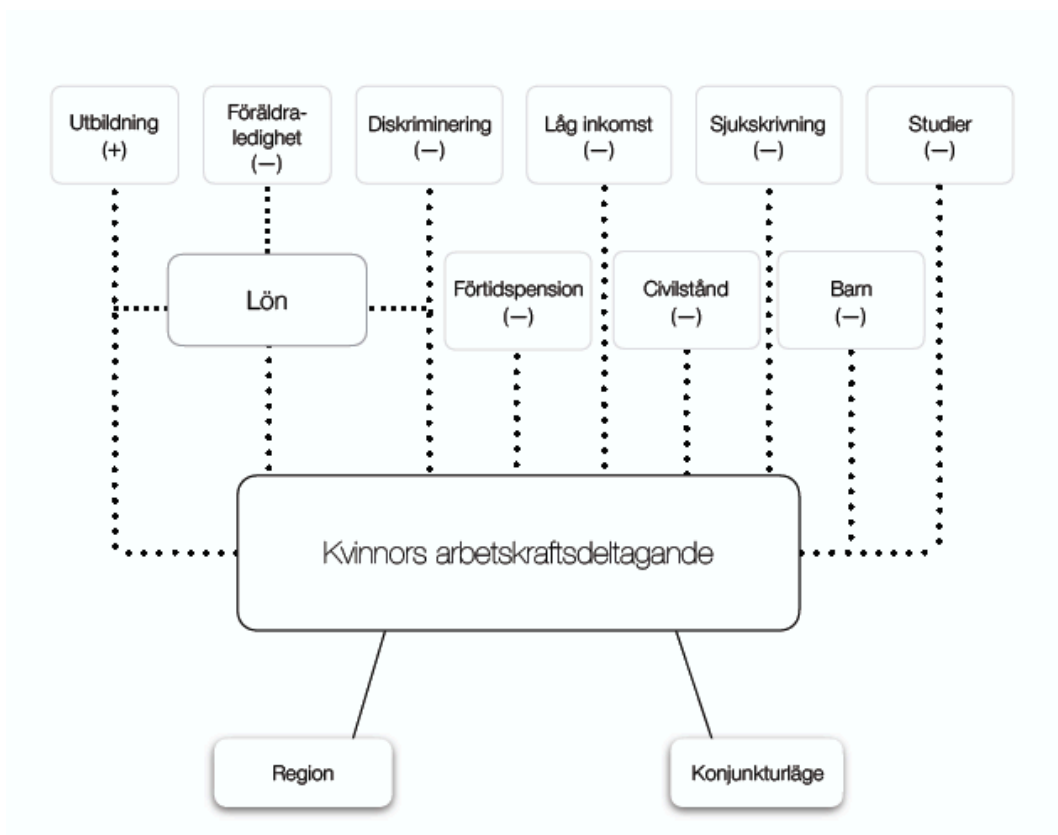 Utbildning
(+)
Föräldra-
ledighet
(—)
Diskriminering
(—)
Låg inkomst
(—)
Sjukskrivning
(—)
Studier
(—)
Lön
Förtidspension
(—)
Civilstånd
(—)
Barn
(—)
Kvinnors arbetskraftsdeltagande
Region
Konjunkturläge